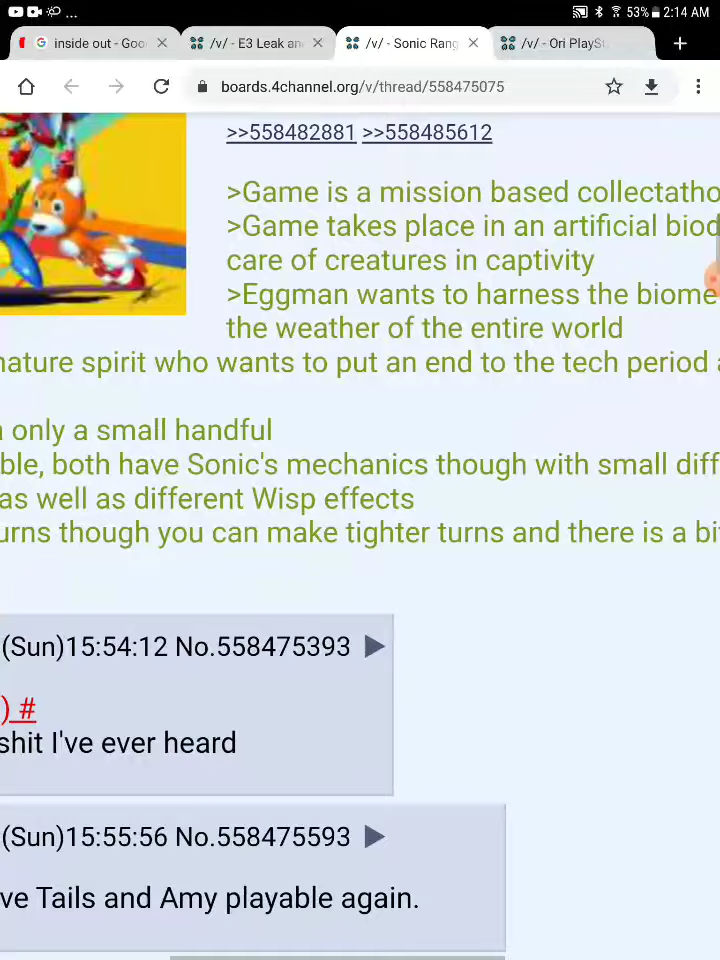 ... 53% 2:14 AM
inside out - Goo
/v/ - E3 Leak an
/v/ - Sonic Rang
/v/ - Ori PlaySt
boards.4channel.org/v/thread/558475075
>>558482881 >>558485612
>Game is a mission based collectatho
>Game takes place in an artificial biod
care of creatures in captivity
>Eggman wants to harness the biome
the weather of the entire world
nature spirit who wants to put an end to the tech period a
only a small handful
ble, both have Sonic's mechanics though with small diff
as well as different Wisp effects
urns though you can make tighter turns and there is a bi
(Sun)15:54:12 No.558475393
) #
shit I've ever heard
(Sun)15:55:56 No.558475593
ve Tails and Amy playable again.